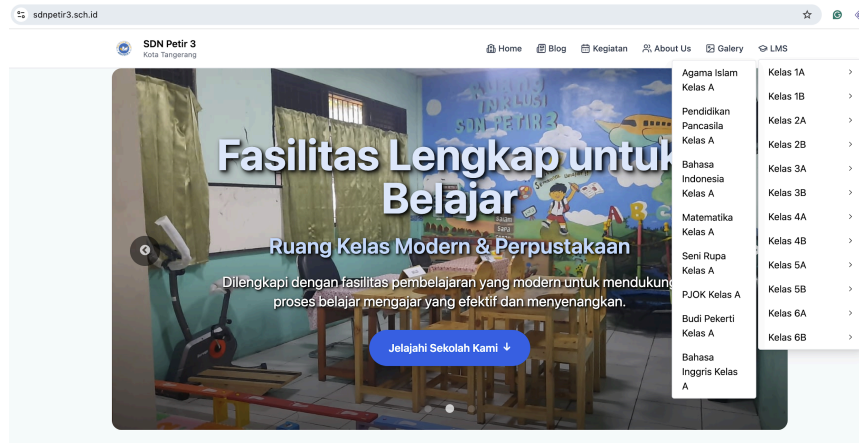 sdnpetir3.sch.id
SDN Petir 3
Kota Tangerang
Home
Blog
Kegiatan
About Us
Galery
LMS
RUANG
INKLUSI
SDN PETIR 3
Fasilitas Lengkap untuk
Belajar
Ruang Kelas Modern & Perpustakaan
Dilengkapi dengan fasilitas pembelajaran yang modern untuk mendukung
proses belajar mengajar yang efektif dan menyenangkan.
Jelajahi Sekolah Kami ↓
Agama Islam
Kelas A
Pendidikan
Pancasila
Kelas A
Bahasa
Indonesia
Kelas A
Matematika
Kelas A
Seni Rupa
Kelas A
PJOK Kelas A
Budi Pekerti
Kelas A
Bahasa
Inggris Kelas
A
Kelas 1A
Kelas 1B
Kelas 2A
Kelas 2B
Kelas 3A
Kelas 3B
Kelas 4A
Kelas 4B
Kelas 5A
Kelas 5B
Kelas 6A
Kelas 6B